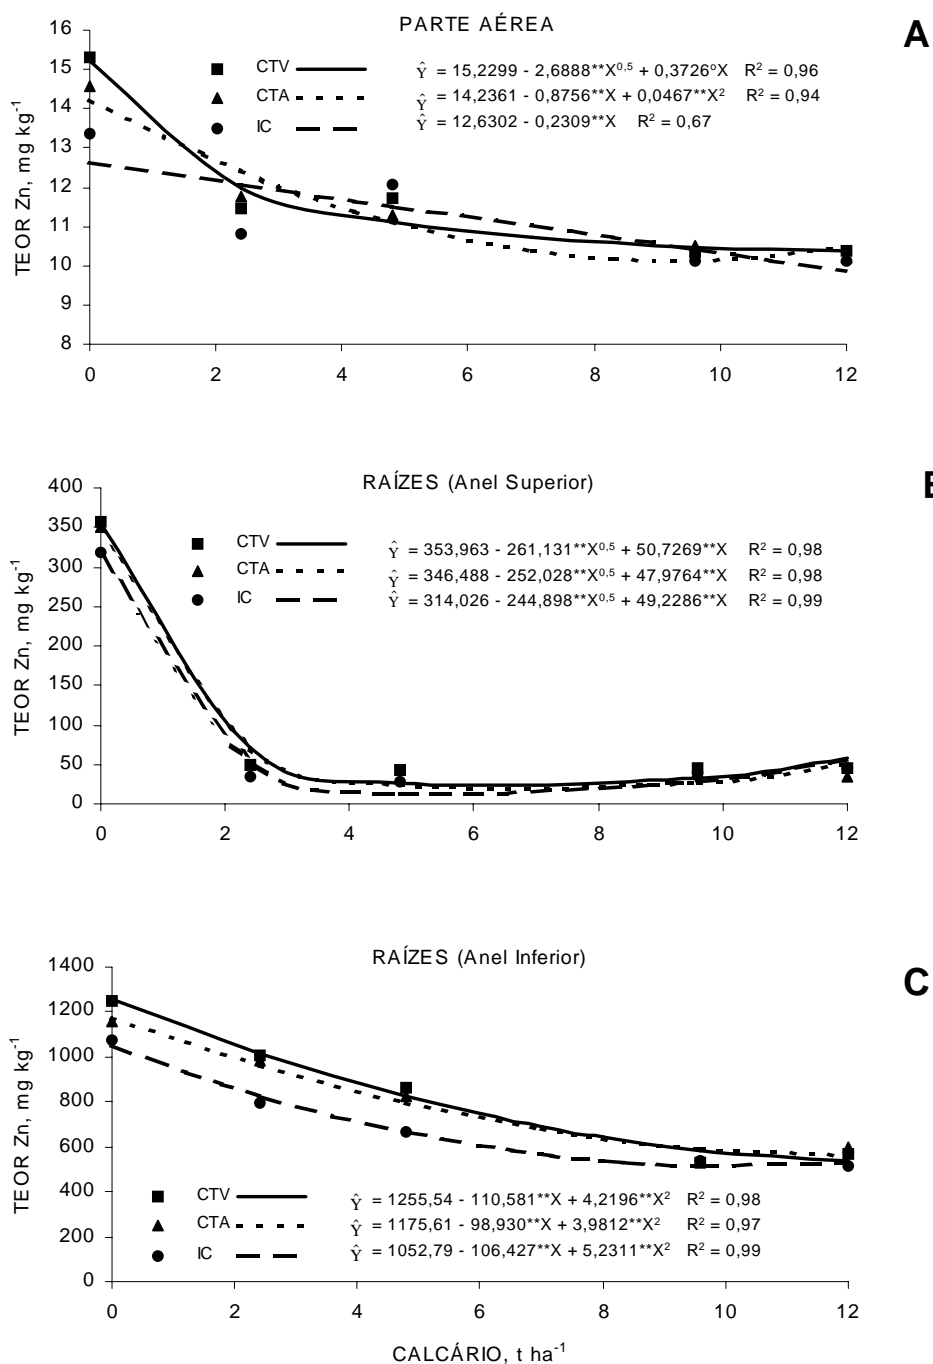 PARTE AÉREA
A
16
15
14
13
12
11
10
9
8
TEOR Zn, mg kg⁻¹
CTV Ŷ = 15,2299 - 2,6888**X⁰,⁵ + 0,3726ºX R² = 0,96
CTA Ŷ = 14,2361 - 0,8756**X + 0,0467**X² R² = 0,94
IC Ŷ = 12,6302 - 0,2309**X R² = 0,67
0 2 4 6 8 10 12
RAÍZES (Anel Superior)
400
350
300
250
200
150
100
50
0
TEOR Zn, mg kg⁻¹
CTV Ŷ = 353,963 - 261,131**X⁰,⁵ + 50,7269**X R² = 0,98
CTA Ŷ = 346,488 - 252,028**X⁰,⁵ + 47,9764**X R² = 0,98
IC Ŷ = 314,026 - 244,898**X⁰,⁵ + 49,2286**X R² = 0,99
0 2 4 6 8 10 12
RAÍZES (Anel Inferior)
C
1400
1200
1000
800
600
400
200
0
TEOR Zn, mg kg⁻¹
CTV Ŷ = 1255,54 - 110,581**X + 4,2196**X² R² = 0,98
CTA Ŷ = 1175,61 - 98,930**X + 3,9812**X² R² = 0,97
IC Ŷ = 1052,79 - 106,427**X + 5,2311**X² R² = 0,99
0 2 4 6 8 10 12
CALCÁRIO, t ha⁻¹